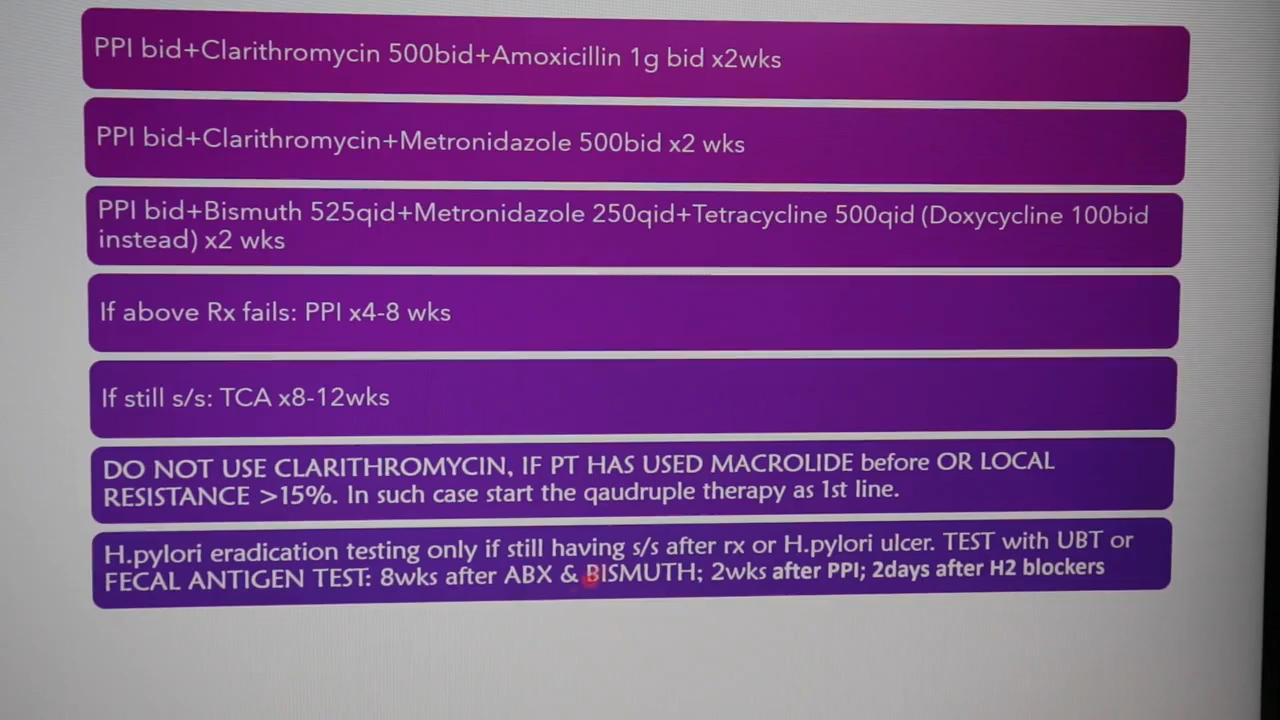 PPI bid+Clarithromycin 500bid+Amoxicillin 1g bid x2wks
PPI bid+Clarithromycin+Metronidazole 500bid x2 wks
PPI bid+Bismuth 525qid+Metronidazole 250qid+Tetracycline 500qid (Doxycycline 100bid
instead) x2 wks
If above Rx fails: PPI x4-8 wks
If still s/s: TCA x8-12wks
DO NOT USE CLARITHROMYCIN, IF PT HAS USED MACROLIDE before OR LOCAL
RESISTANCE >15%. In such case start the qaudruple therapy as 1st line.
H.pylori eradication testing only if still having s/s after rx or H.pylori ulcer. TEST with UBT or
FECAL ANTIGEN TEST: 8wks after ABX & BISMUTH; 2wks after PPI; 2days after H2 blockers